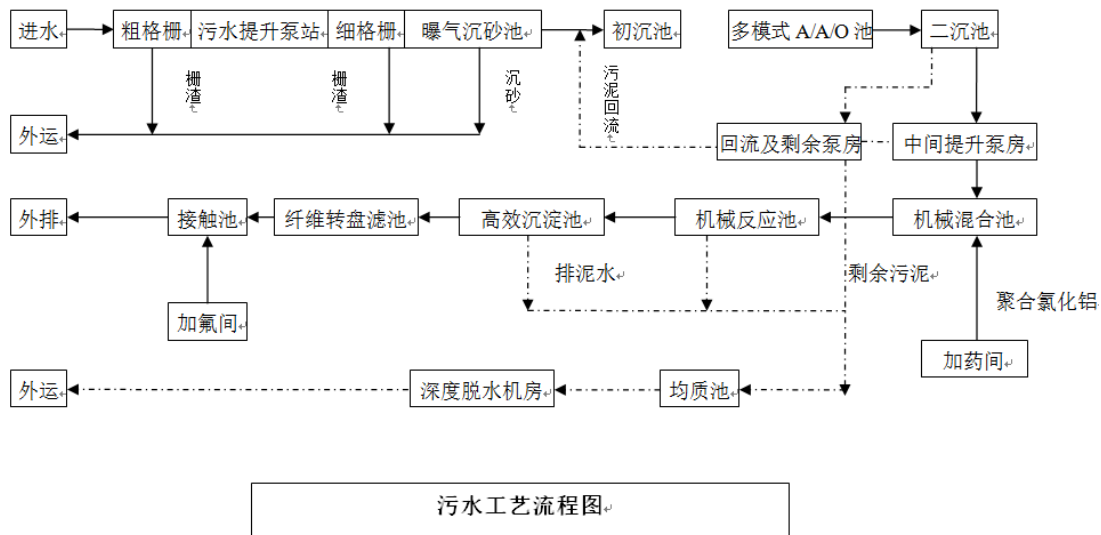 进水
粗格栅
污水提升泵站
细格栅
曝气沉砂池
初沉池
多模式 A/A/O 池
二沉池
栅渣
栅渣
沉砂
污泥回流
外运
回流及剩余泵房
中间提升泵房
外排
接触池
纤维转盘滤池
高效沉淀池
机械反应池
机械混合池
排泥水
剩余污泥
聚合氯化铝
加氟间
加药间
外运
深度脱水机房
均质池
污水工艺流程图